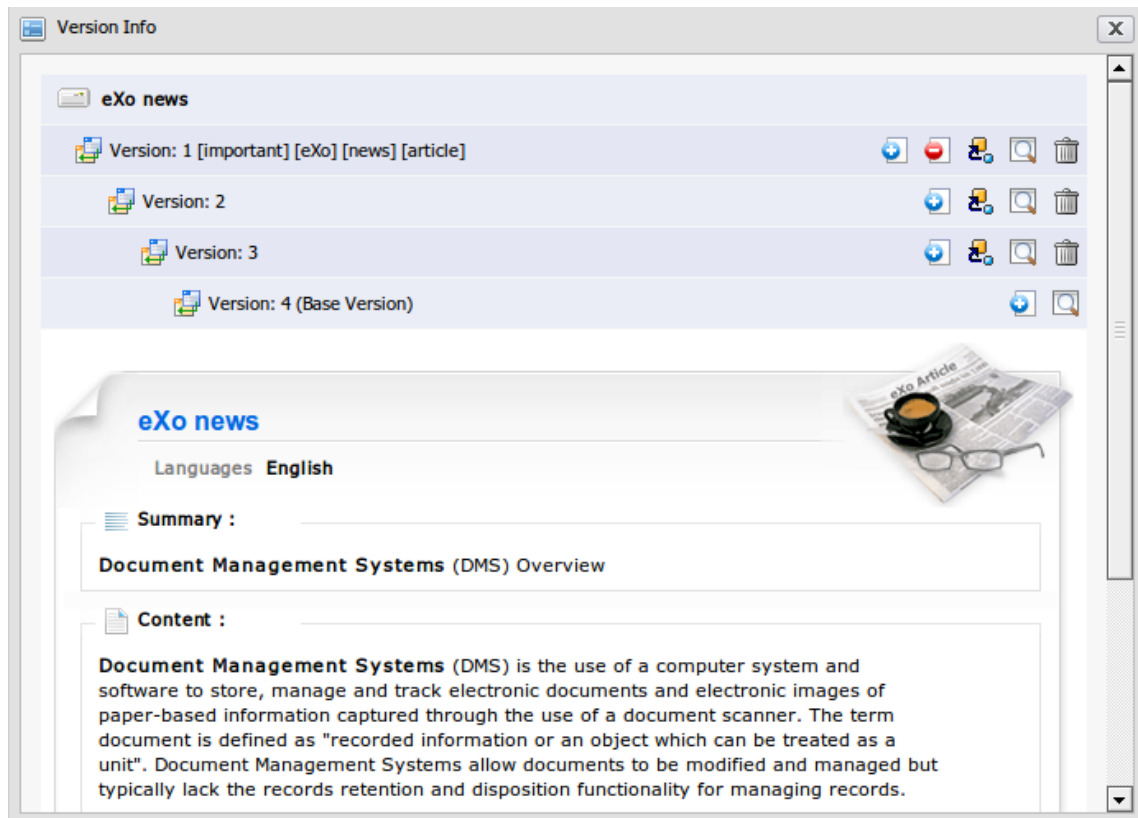 Version Info
eXo news
Version: 1 [important] [eXo] [news] [article]
Version: 2
Version: 3
Version: 4 (Base Version)
eXo Article
eXo news
Languages English
Summary :
Document Management Systems (DMS) Overview
Content :
Document Management Systems (DMS) is the use of a computer system and
software to store, manage and track electronic documents and electronic images of
paper-based information captured through the use of a document scanner. The term
document is defined as "recorded information or an object which can be treated as a
unit". Document Management Systems allow documents to be modified and managed but
typically lack the records retention and disposition functionality for managing records.